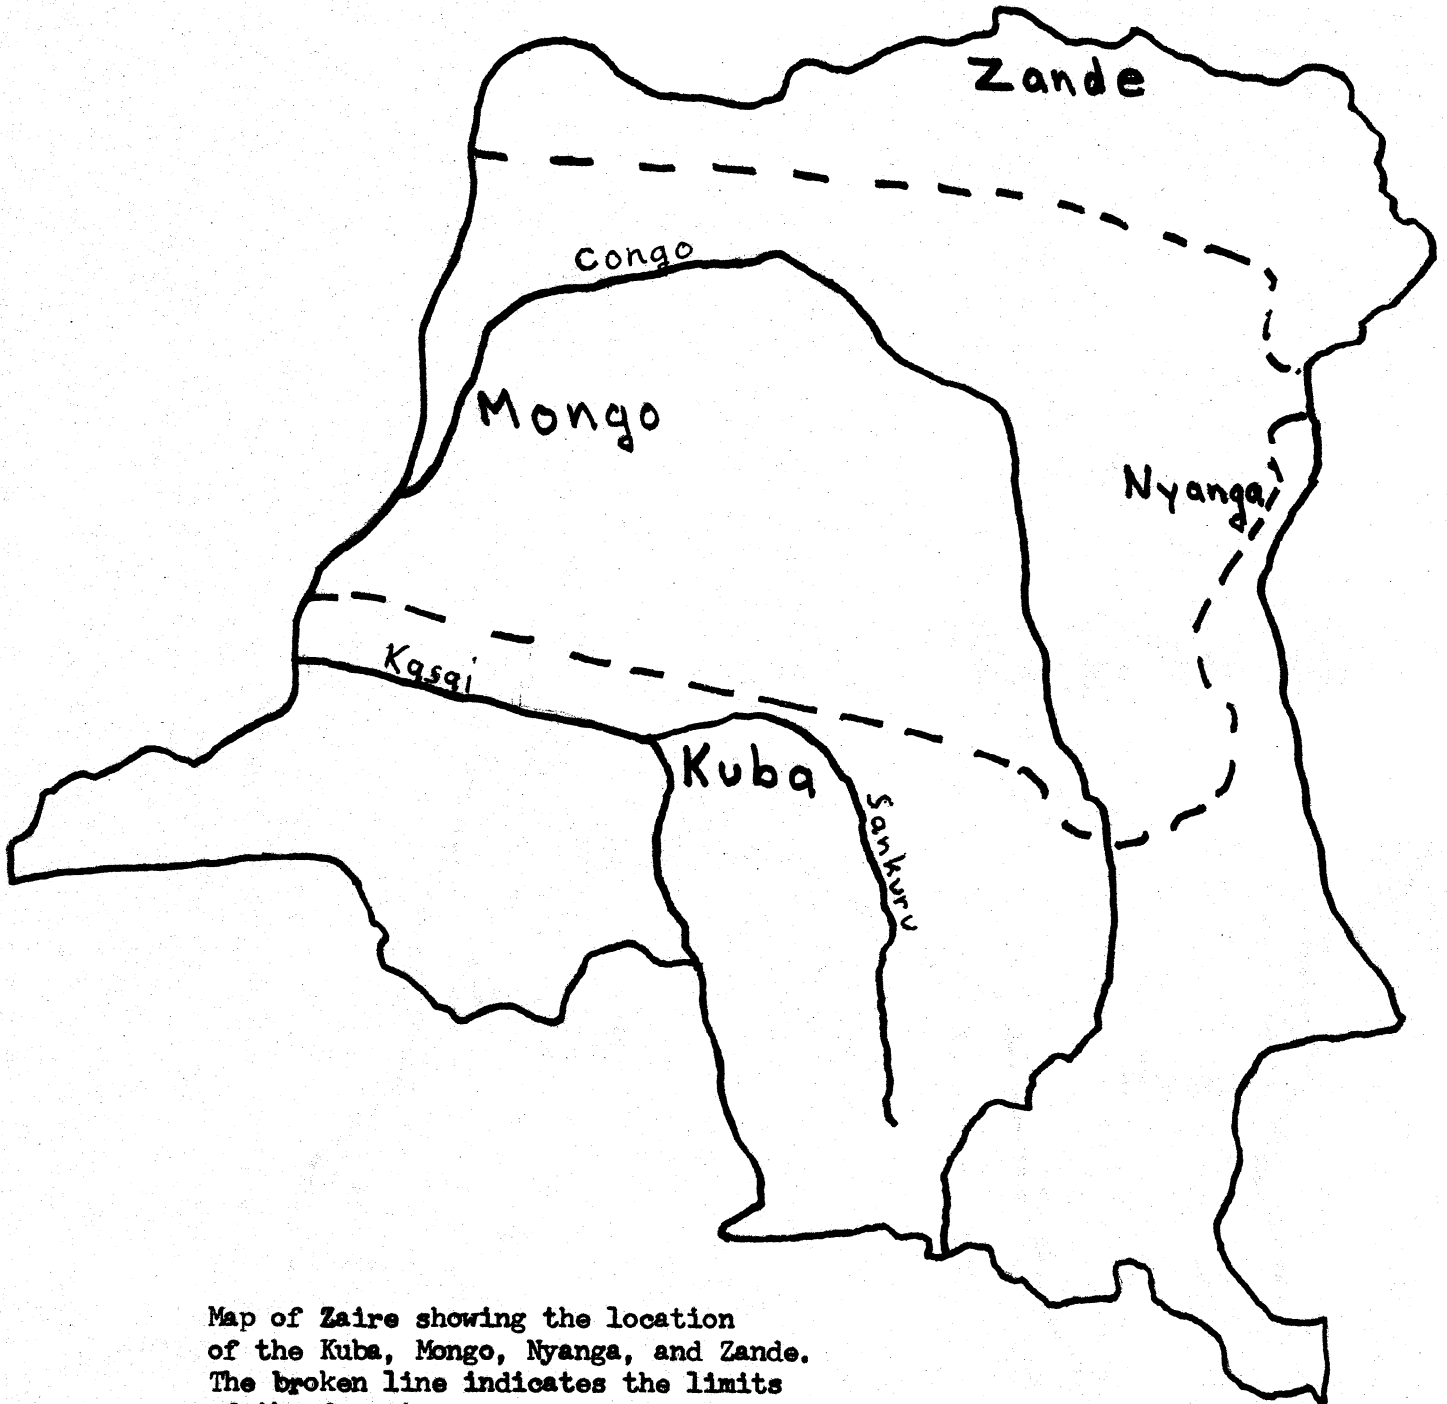 Zande
Congo
Mongo
Nyanga
Kasai
Kuba
Sankuru
Map of Zaire showing the location
of the Kuba, Mongo, Nyanga, and Zande.
The broken line indicates the limits